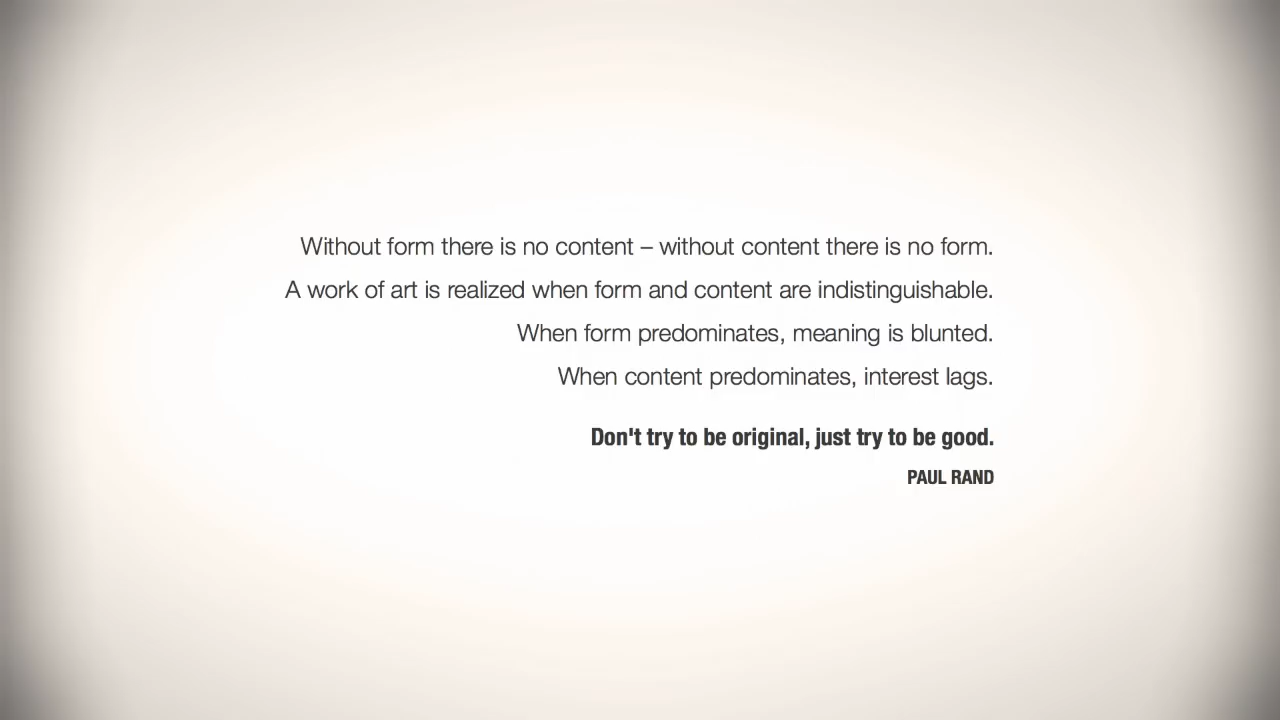 Without form there is no content – without content there is no form.
A work of art is realized when form and content are indistinguishable.
When form predominates, meaning is blunted.
When content predominates, interest lags.
Don't try to be original, just try to be good.
PAUL RAND